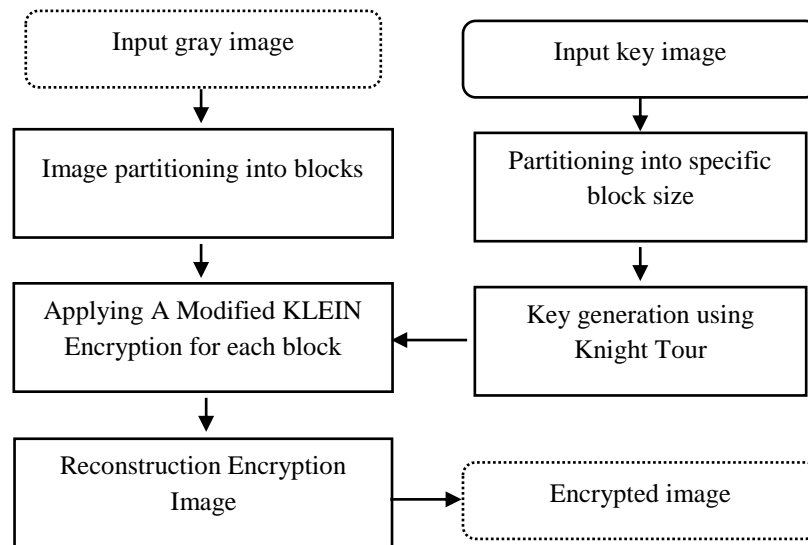 Input gray image
Input key image
Image partitioning into blocks
Partitioning into specific
block size
Applying A Modified KLEIN
Encryption for each block
Key generation using
Knight Tour
Reconstruction Encryption
Image
Encrypted image